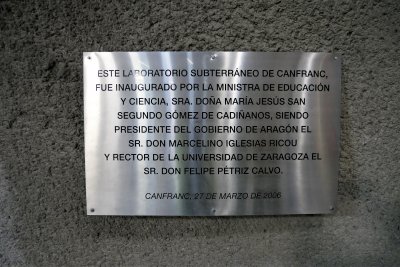 ESTE LABORATORIO SUBTERRÁNEO DE CANFRANC,
FUE INAUGURADO POR LA MINISTRA DE EDUCACIÓN
Y CIENCIA, SRA. DOÑA MARÍA JESÚS SAN
SEGUNDO GÓMEZ DE CADIÑANOS, SIENDO
PRESIDENTE DEL GOBIERNO DE ARAGÓN EL
SR. DON MARCELINO IGLESIAS RICOU
Y RECTOR DE LA UNIVERSIDAD DE ZARAGOZA EL
SR. DON FELIPE PÉTRIZ CALVO.
CANFRANC, 27 DE MARZO DE 2006